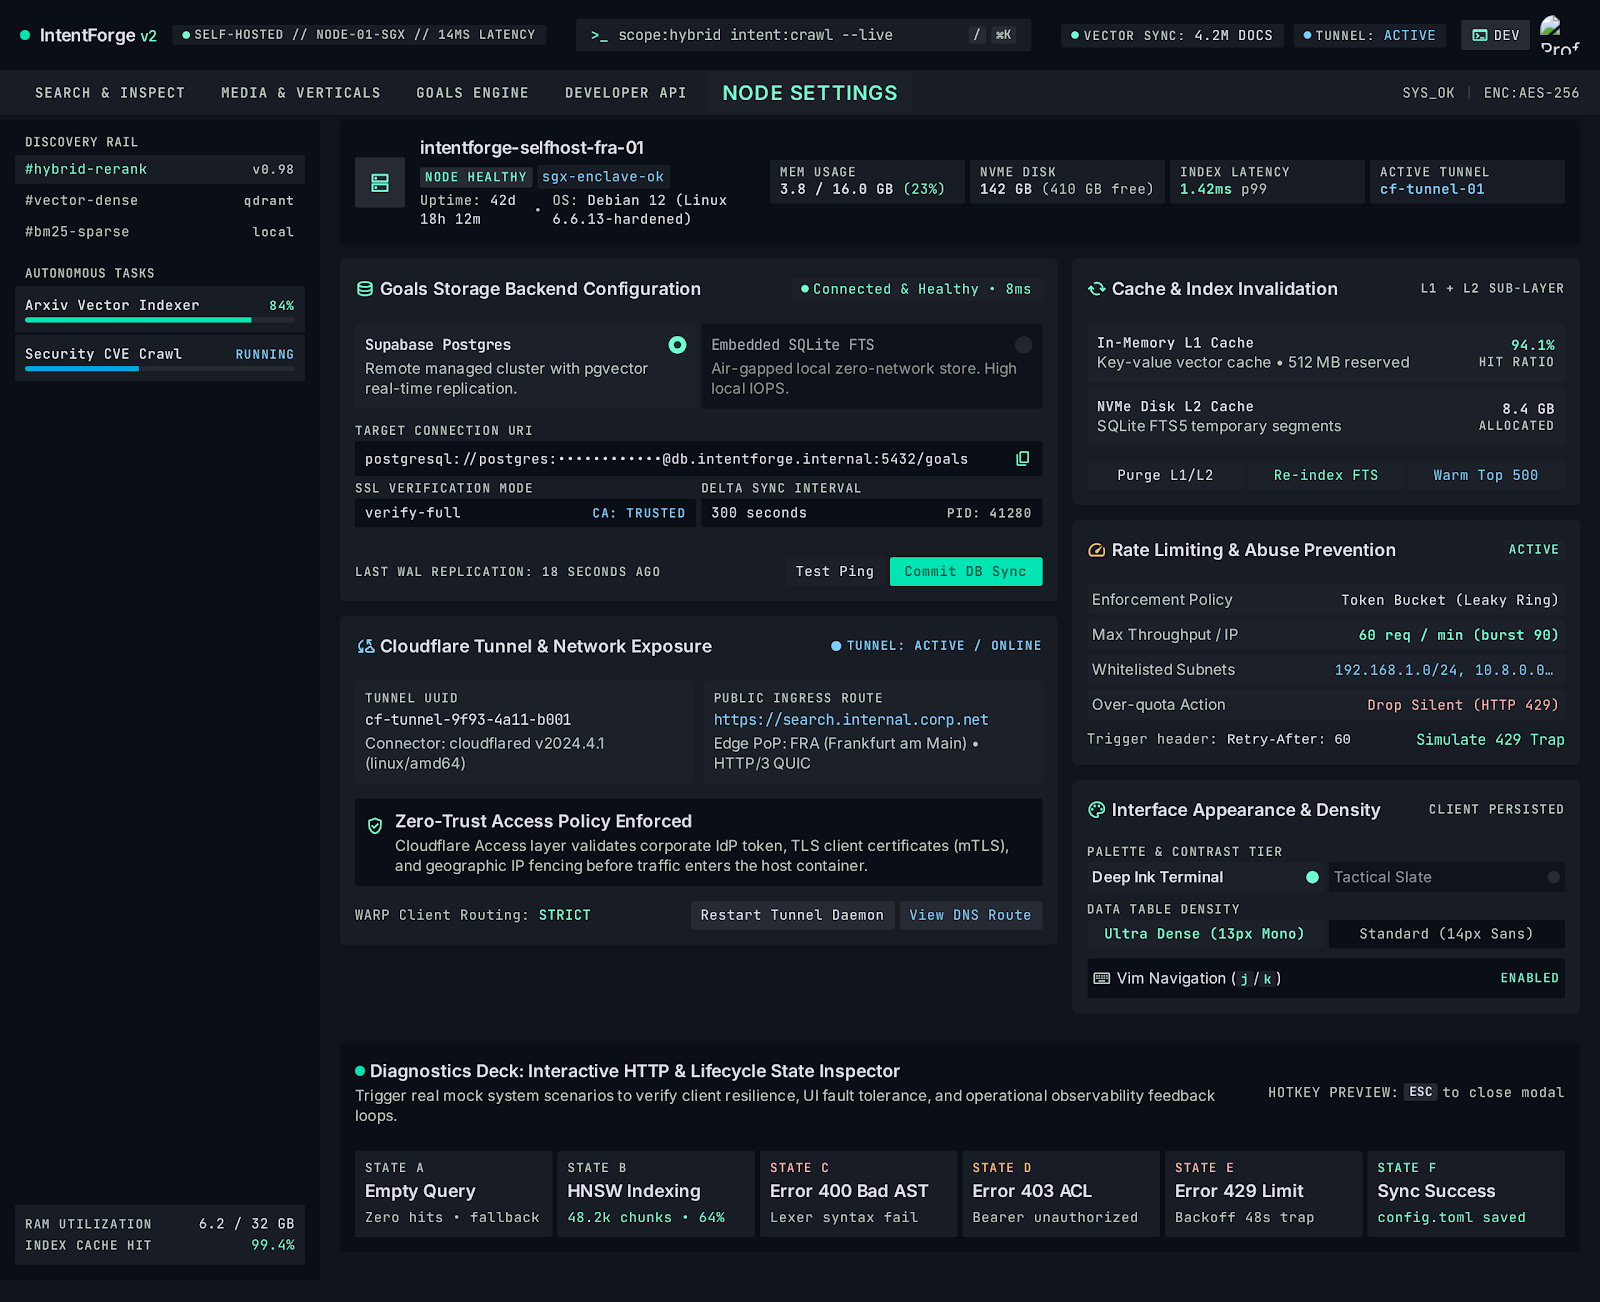 IntentForge v2
SELF-HOSTED // NODE-01-SGX // 14MS LATENCY
>_ scope:hybrid intent:crawl --live / ⌘K
VECTOR SYNC: 4.2M DOCS
TUNNEL: ACTIVE
DEV
Prof
SEARCH & INSPECT
MEDIA & VERTICALS
GOALS ENGINE
DEVELOPER API
NODE SETTINGS
SYS_OK | ENC:AES-256
DISCOVERY RAIL
#hybrid-rerank v0.98
#vector-dense qdrant
#bm25-sparse local
AUTONOMOUS TASKS
Arxiv Vector Indexer 84%
Security CVE Crawl RUNNING
RAM UTILIZATION 6.2 / 32 GB
INDEX CACHE HIT 99.4%
intentforge-selfhost-fra-01
NODE HEALTHY sgx-enclave-ok
Uptime: 42d 
18h 12m
•
OS: Debian 12 (Linux
6.6.13-hardened)
MEM USAGE
3.8 / 16.0 GB (23%)
NVME DISK
142 GB (410 GB free)
INDEX LATENCY
1.42ms p99
ACTIVE TUNNEL
cf-tunnel-01
Goals Storage Backend Configuration
Connected & Healthy • 8ms
Supabase Postgres
Remote managed cluster with pgvector
real-time replication.
Embedded SQLite FTS
Air-gapped local zero-network store. High
local IOPS.
TARGET CONNECTION URI
postgresql://postgres:••••••••••••@db.intentforge.internal:5432/goals
SSL VERIFICATION MODE
verify-full CA: TRUSTED
DELTA SYNC INTERVAL
300 seconds PID: 41280
LAST WAL REPLICATION: 18 SECONDS AGO
Test Ping
Commit DB Sync
Cloudflare Tunnel & Network Exposure
TUNNEL: ACTIVE / ONLINE
TUNNEL UUID
cf-tunnel-9f93-4a11-b001
Connector: cloudflared v2024.4.1
(linux/amd64)
PUBLIC INGRESS ROUTE
https://search.internal.corp.net
Edge PoP: FRA (Frankfurt am Main) •
HTTP/3 QUIC
Zero-Trust Access Policy Enforced
Cloudflare Access layer validates corporate IdP token, TLS client certificates (mTLS),
and geographic IP fencing before traffic enters the host container.
WARP Client Routing: STRICT
Restart Tunnel Daemon
View DNS Route
Cache & Index Invalidation
L1 + L2 SUB-LAYER
In-Memory L1 Cache
Key-value vector cache • 512 MB reserved
94.1%
HIT RATIO
NVMe Disk L2 Cache
SQLite FTS5 temporary segments
8.4 GB
ALLOCATED
Purge L1/L2
Re-index FTS
Warm Top 500
Rate Limiting & Abuse Prevention
ACTIVE
Enforcement Policy Token Bucket (Leaky Ring)
Max Throughput / IP 60 req / min (burst 90)
Whitelisted Subnets 192.168.1.0/24, 10.8.0.0…
Over-quota Action Drop Silent (HTTP 429)
Trigger header: Retry-After: 60
Simulate 429 Trap
Interface Appearance & Density
CLIENT PERSISTED
PALETTE & CONTRAST TIER
Deep Ink Terminal
Tactical Slate
DATA TABLE DENSITY
Ultra Dense (13px Mono)
Standard (14px Sans)
Vim Navigation (j/k)
ENABLED
Diagnostics Deck: Interactive HTTP & Lifecycle State Inspector
Trigger real mock system scenarios to verify client resilience, UI fault tolerance, and operational observability feedback
loops.
HOTKEY PREVIEW: ESC to close modal
STATE A
Empty Query
Zero hits • fallback
STATE B
HNSW Indexing
48.2k chunks • 64%
STATE C
Error 400 Bad AST
Lexer syntax fail
STATE D
Error 403 ACL
Bearer unauthorized
STATE E
Error 429 Limit
Backoff 48s trap
STATE F
Sync Success
config.toml saved